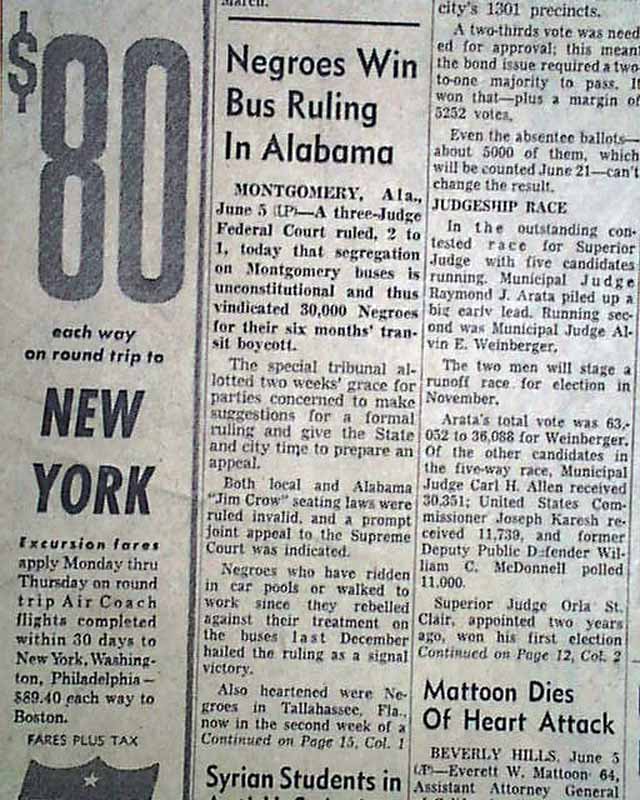 $80
each way
on round trip to
NEW
YORK
Excursion fares
apply Monday thru
Thursday on round
trip Air Coach
flights completed
within 30 days to
New York, Washing-
ton, Philadelphia—
$89.40 each way to
Boston.
FARES PLUS TAX
March.
Negroes Win
Bus Ruling
In Alabama
MONTGOMERY, Ala.,
June 5 (AP)—A three-Judge
Federal Court ruled, 2 to
1, today that segregation
on Montgomery buses is
unconstitutional and thus
vindicated 30,000 Negroes
for their six months' tran-
sit boycott.
The special tribunal al-
lotted two weeks' grace for
parties concerned to make
suggestions for a formal
ruling and give the State
and city time to prepare an
appeal.
Both local and Alabama
"Jim Crow" seating laws were
ruled invalid, and a prompt
joint appeal to the Supreme
Court was indicated.
Negroes who have ridden
in car pools or walked to
work since they rebelled
against their treatment on
the buses last December
hailed the ruling as a signal
victory.
Also heartened were Ne-
groes in Tallahassee, Fla.,
now in the second week of a
Continued on Page 15, Col. 1
Syrian Students in
city's 1301 precincts.
A two-thirds vote was need
ed for approval; this meant
the bond issue required a two
to-one majority to pass. It
won that—plus a margin of
5252 votes.
Even the absentee ballots—
about 5000 of them, which
will be counted June 21—can't
change the result.
JUDGESHIP RACE
In the outstanding con-
tested race for Superior
Judge with five candidates
running, Municipal Judge
Raymond J. Arata piled up a
big early lead. Running sec-
ond was Municipal Judge Al-
vin E. Weinberger.
The two men will stage a
runoff race for election in
November.
Arata's total vote was 63,-
052 to 36,088 for Weinberger.
Of the other candidates in
the five-way race, Municipal
Judge Carl H. Allen received
30,351; United States Com-
missioner Joseph Karesh re-
ceived 11,739, and former
Deputy Public Defender Wil-
liam C. McDonnell polled
11,000.
Superior Judge Orla St.
Clair, appointed two years
ago, won his first election
Continued on Page 12, Col. 2
Mattoon Dies
Of Heart Attack
BEVERLY HILLS, June 5
(AP)—Everett W. Mattoon 64,
Assistant Attorney General